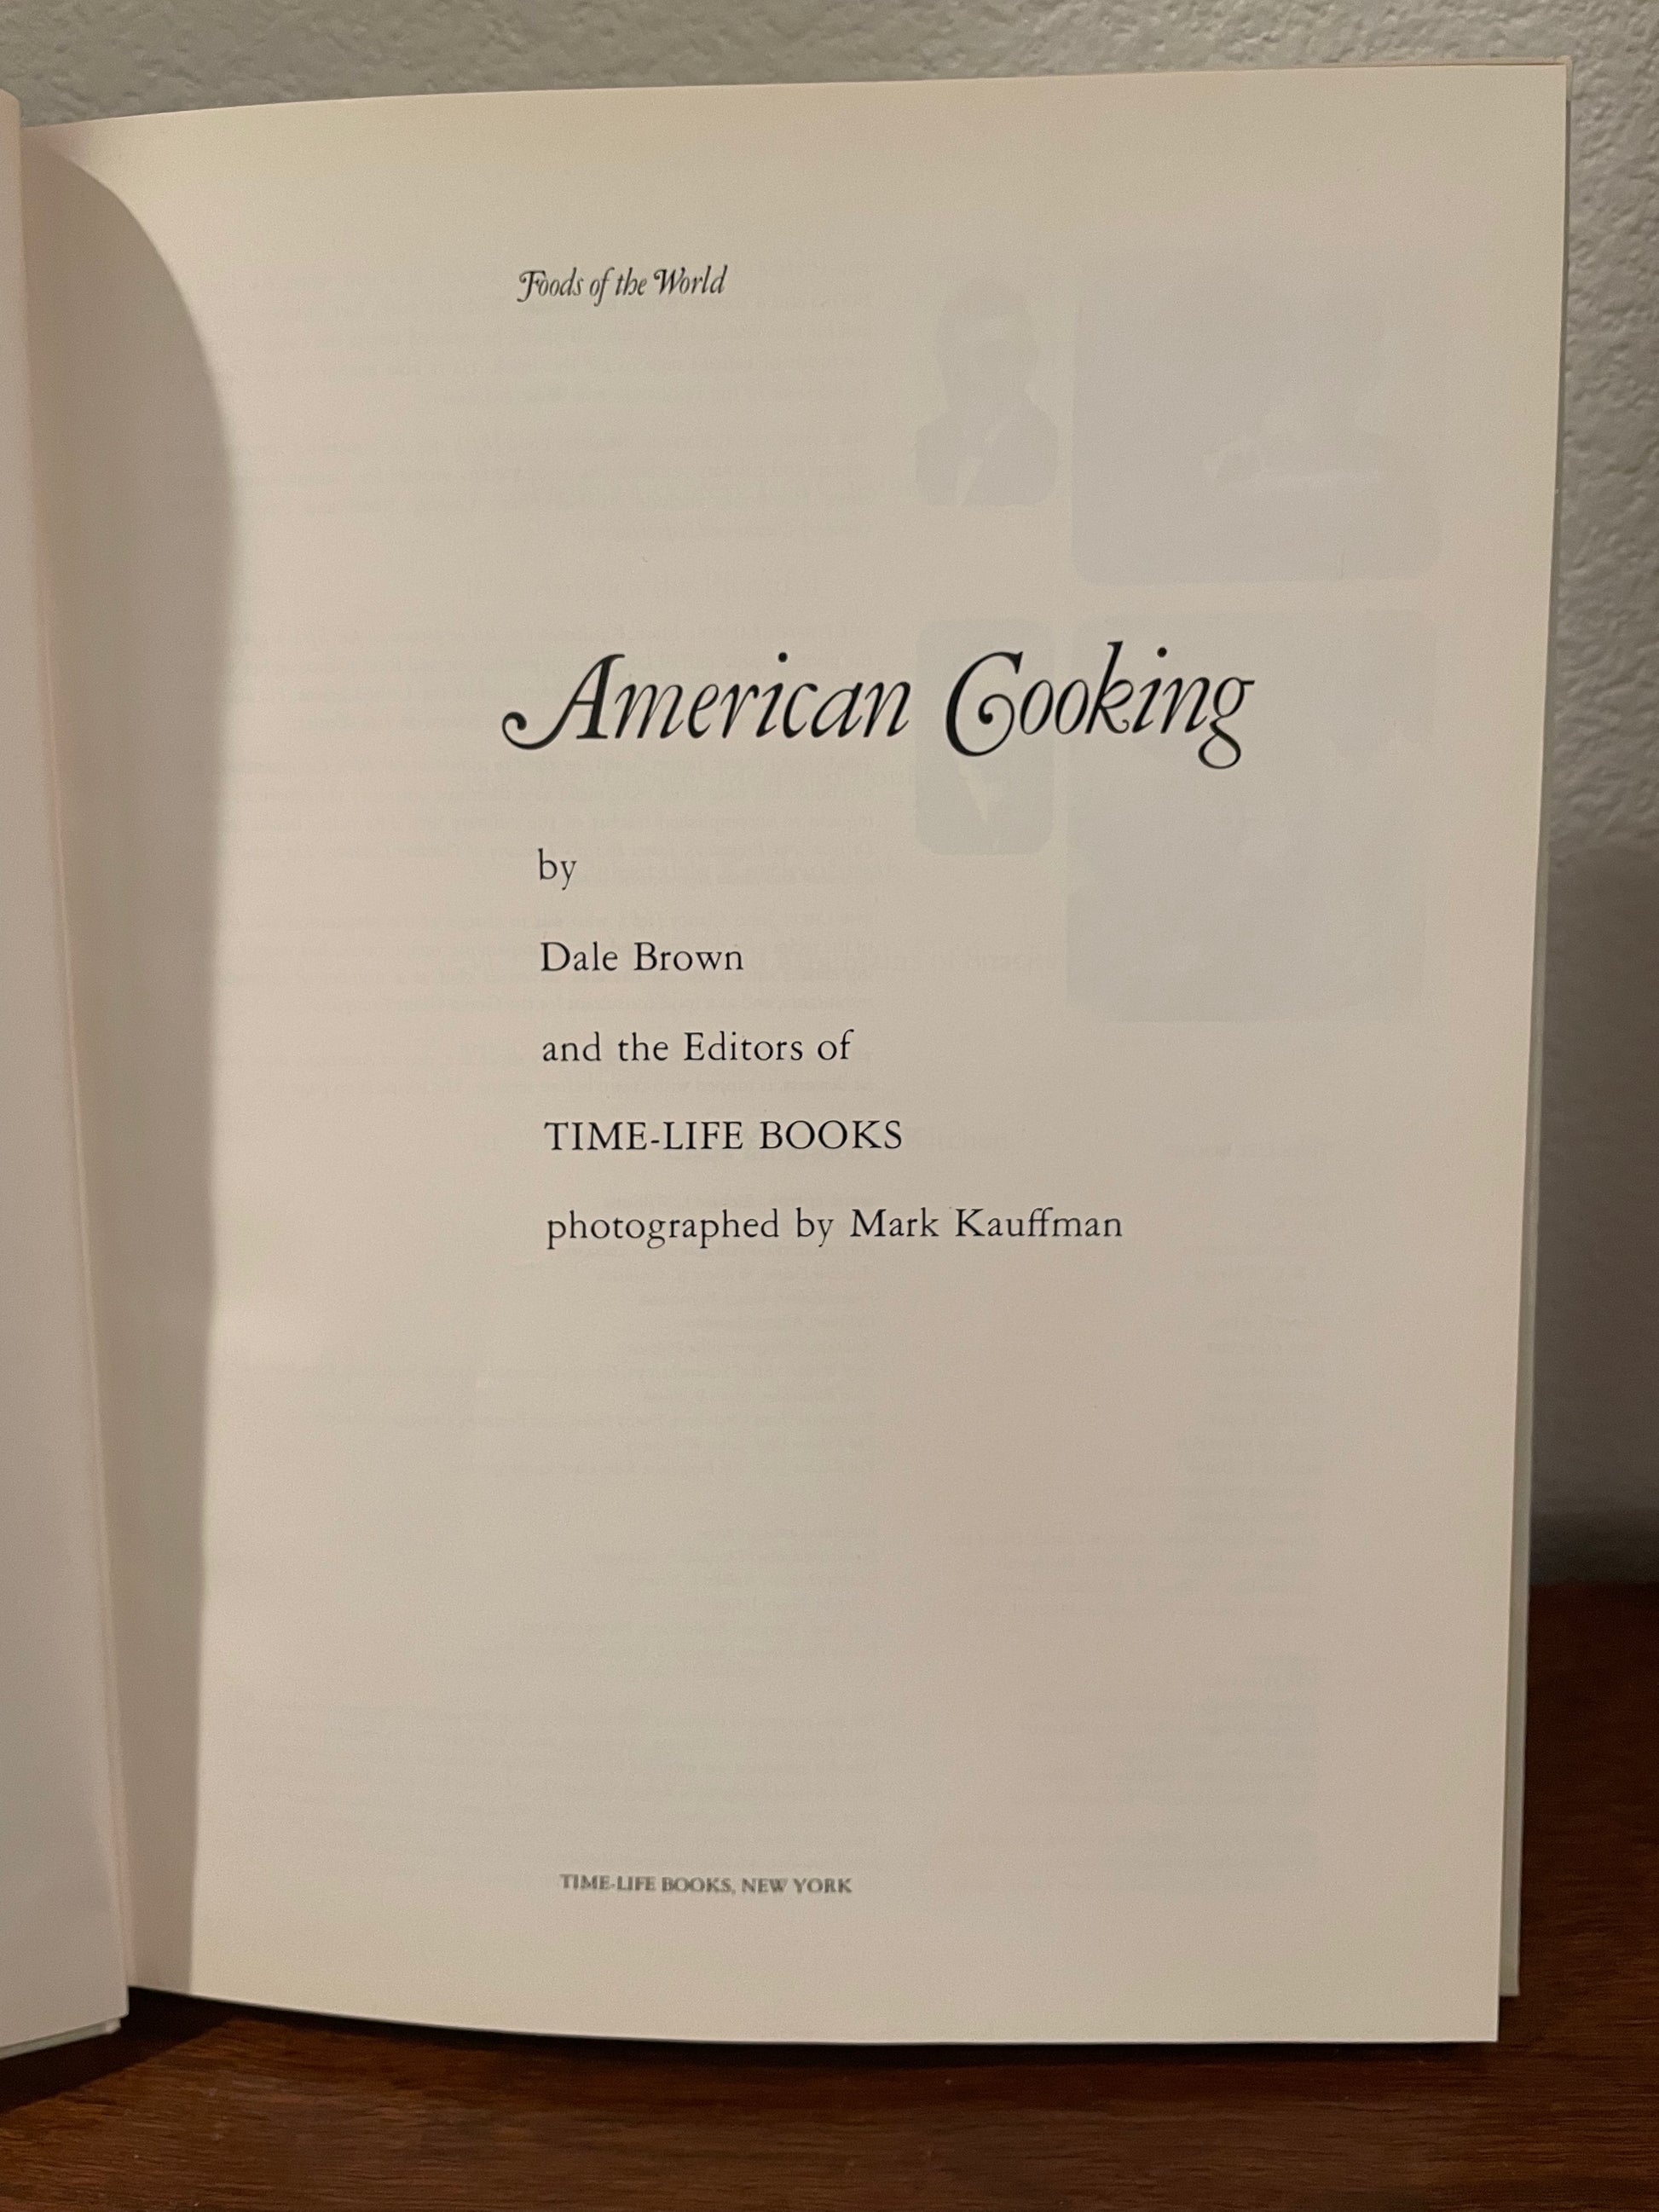 Foods of the World
American Cooking
by
Dale Brown
and the Editors of
TIME-LIFE BOOKS
photographed by Mark Kauffman
TIME-LIFE BOOKS, NEW YORK